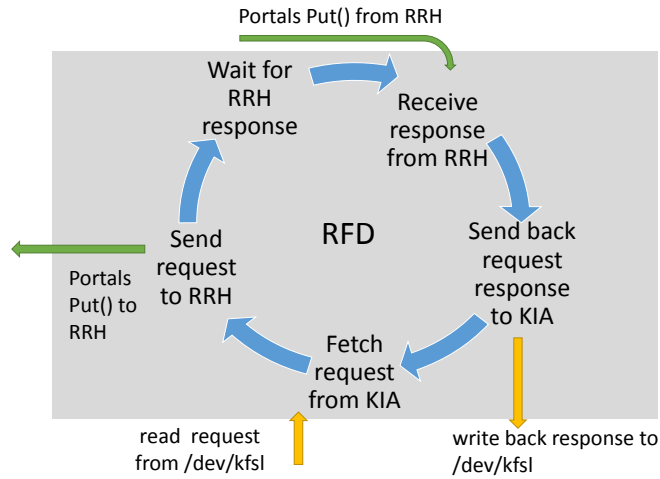 Portals Put() from RRH
Wait for
RRH
response
Receive
response
from RRH
RFD
Send
request
to RRH
Send back
request
response
to KIA
Portals
Put() to
RRH
Fetch
request
from KIA
read request
from /dev/kfsl
write back response to
/dev/kfsl